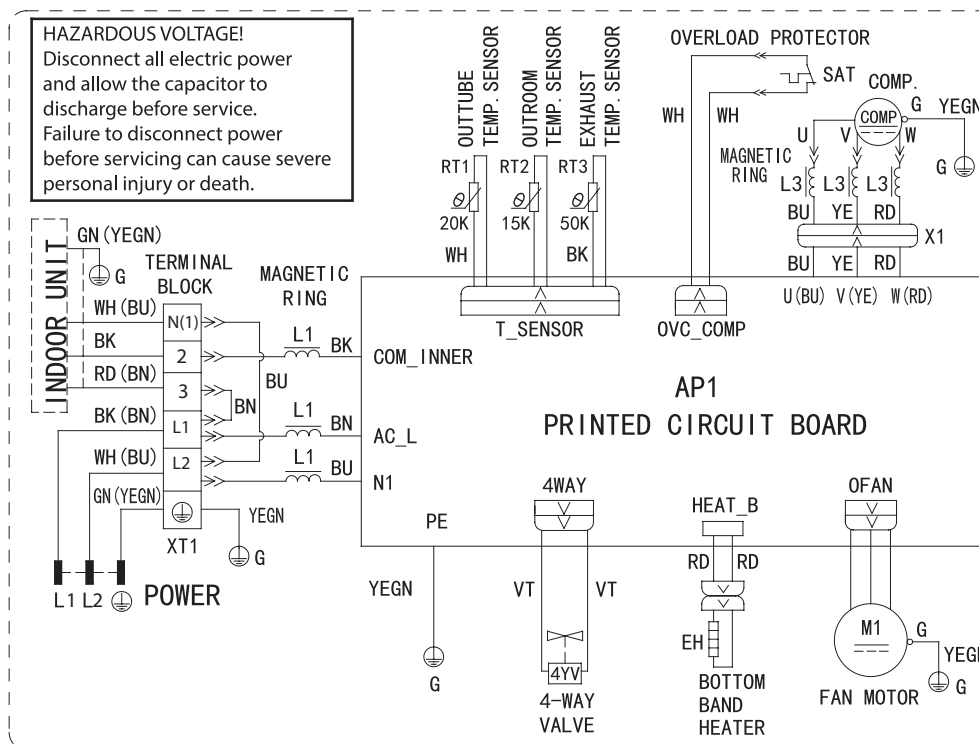 HAZARDOUS VOLTAGE!
Disconnect all electric power
and allow the capacitor to
discharge before service.
Failure to disconnect power
before servicing can cause severe
personal injury or death.
OUTTUBE
TEMP. SENSOR
OUTROOM
TEMP. SENSOR
EXHAUST
TEMP. SENSOR
RT1
RT2
RT3
θ
θ
θ
20K
15K
50K
WH
BK
T_SENSOR
OVERLOAD PROTECTOR
SAT
WH
WH
OVC_COMP
COMP.
COMP
G
YEGN
G
U
V
W
MAGNETIC
RING
L3
L3
L3
BU
YE
RD
X1
BU
YE
RD
U(BU)
V(YE)
W(RD)
INDOOR UNIT
GN(YEGN)
G
TERMINAL
BLOCK
MAGNETIC
RING
WH(BU)
N(1)
BK
2
L1
BK
COM_INNER
BU
RD(BN)
3
BN
BK(BN)
L1
L1
BN
AC_L
WH(BU)
L2
L1
BU
N1
GN(YEGN)
YEGN
G
XT1
L1
L2
POWER
AP1
PRINTED CIRCUIT BOARD
PE
YEGN
G
4WAY
VT
VT
4YV
4-WAY
VALVE
HEAT_B
RD
RD
EH
BOTTOM
BAND
HEATER
OFAN
M1
G
YEGN
G
FAN MOTOR